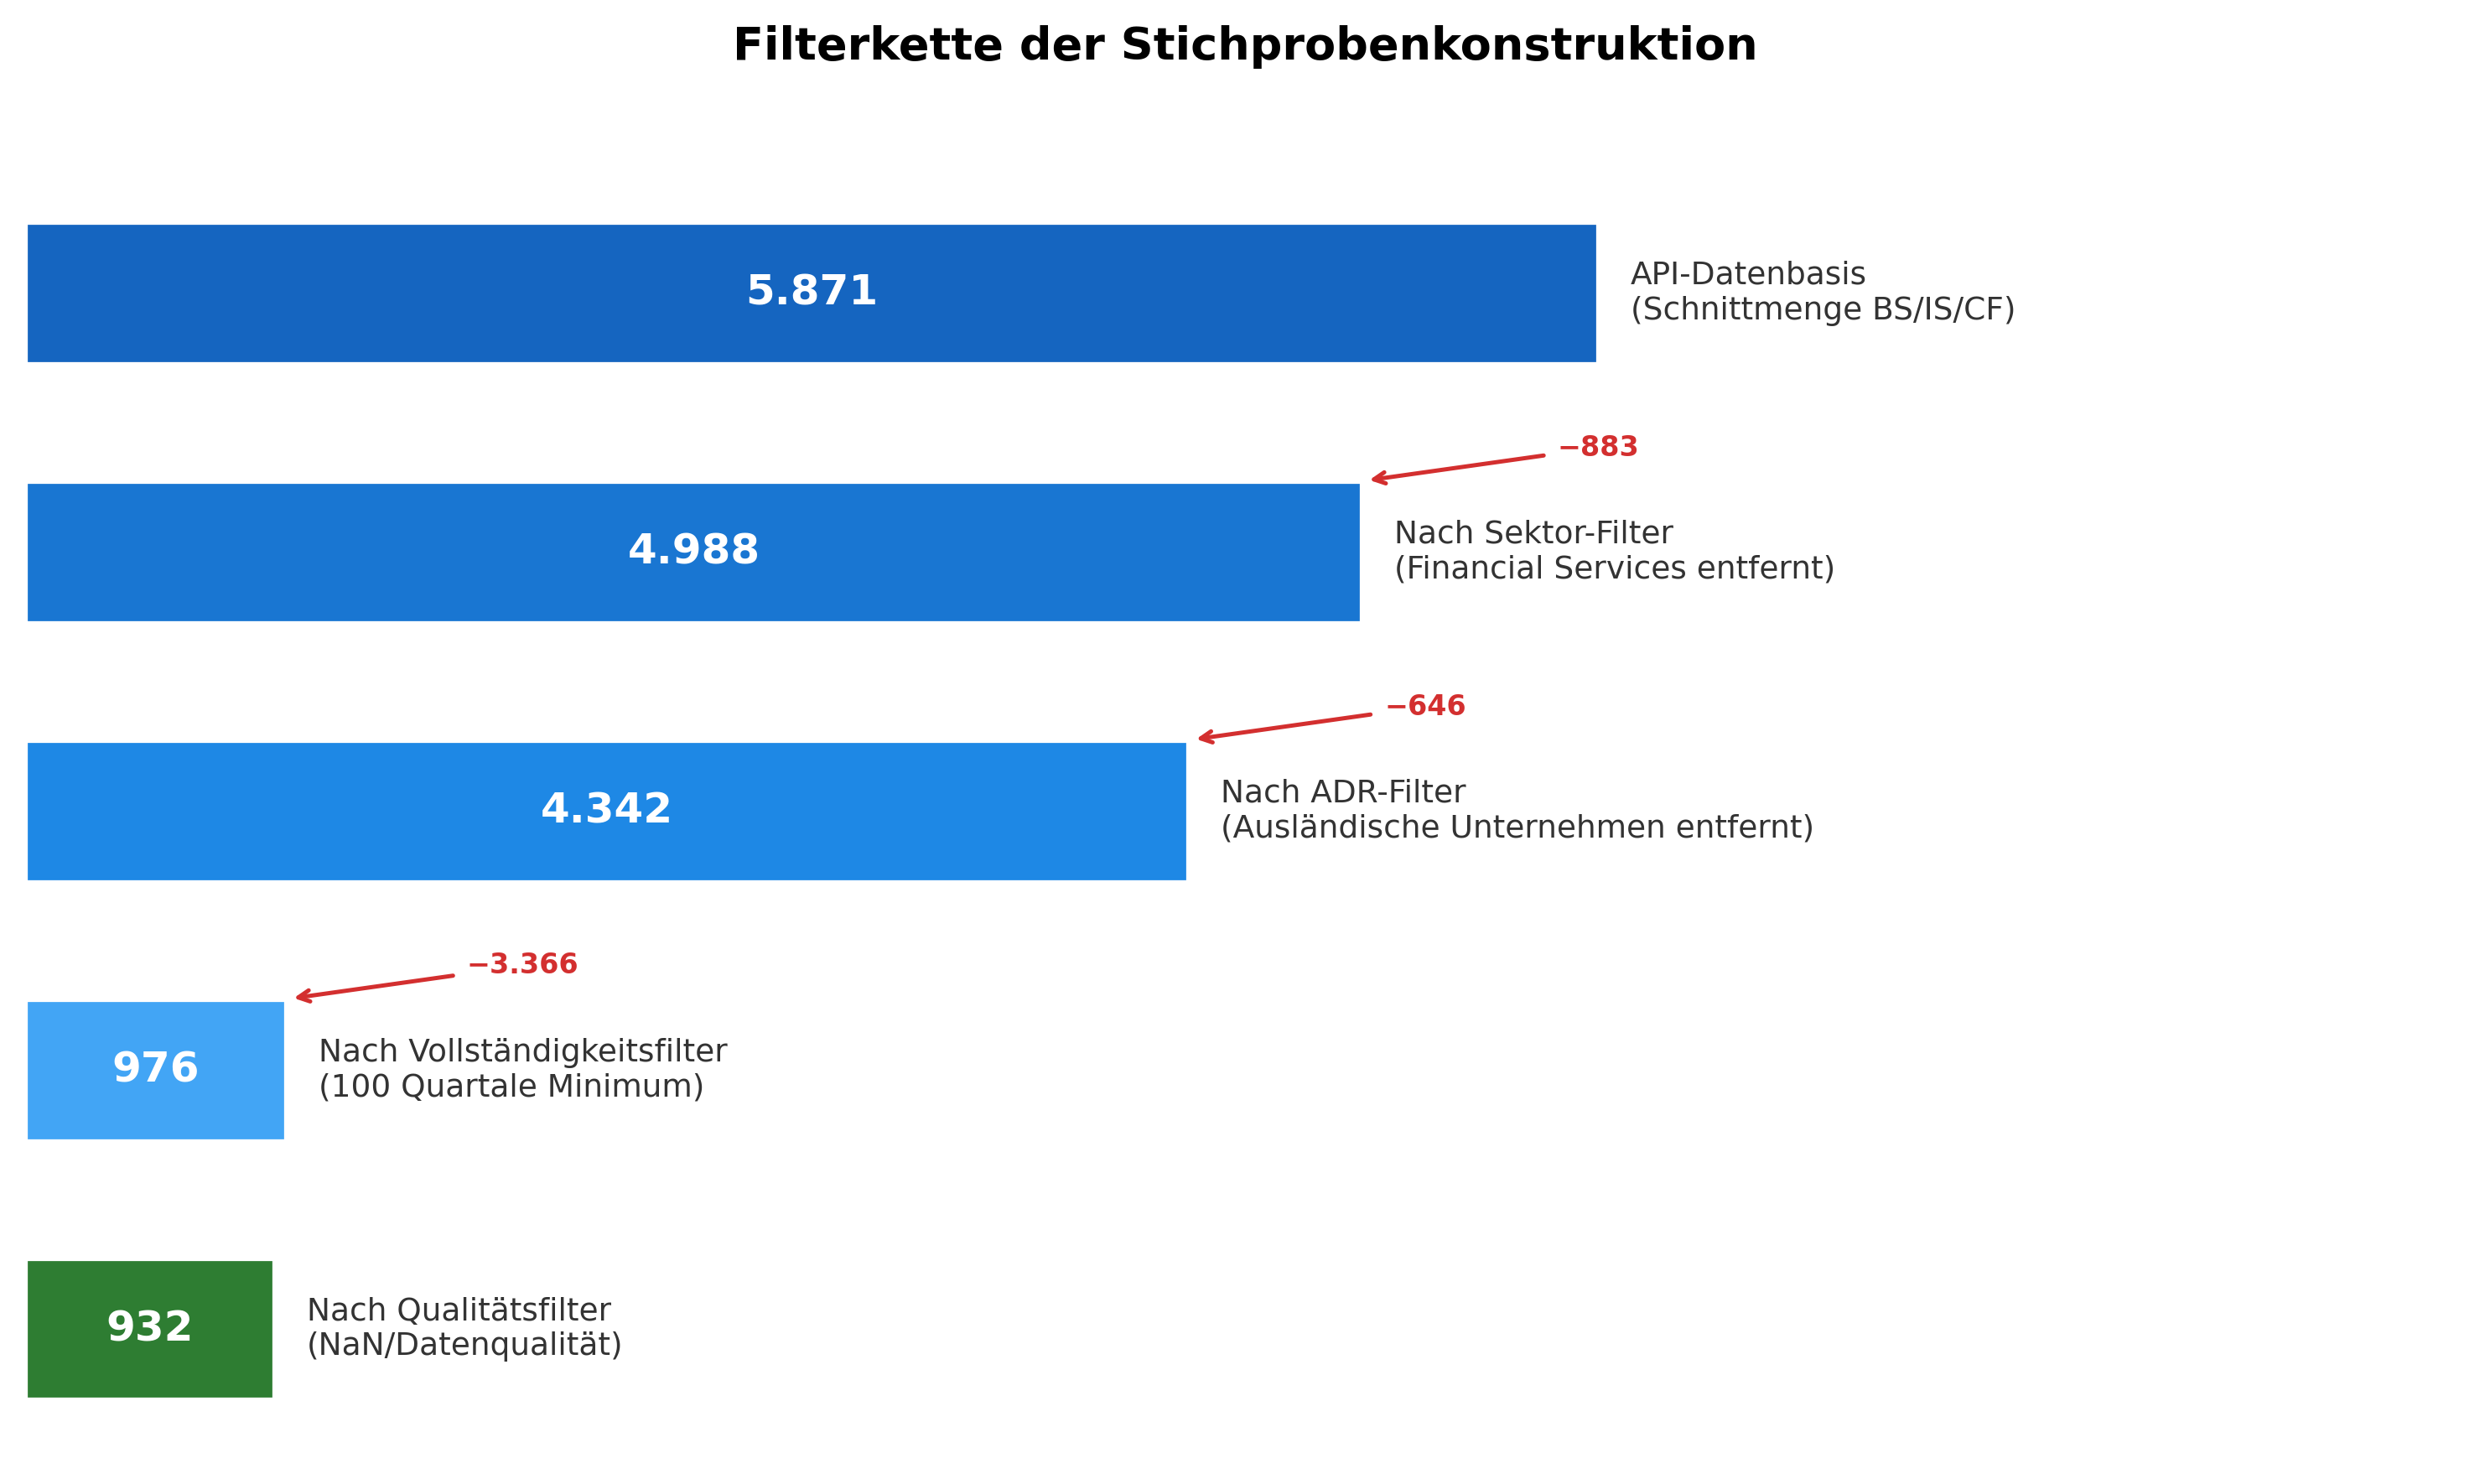 Filterkette der Stichprobenkonstruktion
5.871
API-Datenbasis
(Schnittmenge BS/IS/CF)
−883
4.988
Nach Sektor-Filter
(Financial Services entfernt)
−646
4.342
Nach ADR-Filter
(Ausländische Unternehmen entfernt)
−3.366
976
Nach Vollständigkeitsfilter
(100 Quartale Minimum)
932
Nach Qualitätsfilter
(NaN/Datenqualität)